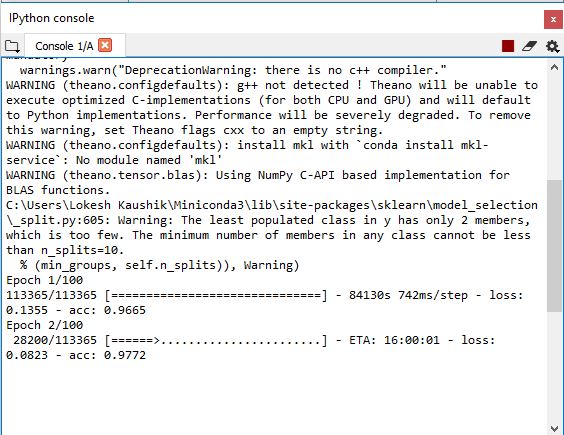 IPython console
Console 1/A
mandatory
  warnings.warn("DeprecationWarning: there is no c++ compiler."
WARNING (theano.configdefaults): g++ not detected ! Theano will be unable to
execute optimized C-implementations (for both CPU and GPU) and will default
to Python implementations. Performance will be severely degraded. To remove
this warning, set Theano flags cxx to an empty string.
WARNING (theano.configdefaults): install mkl with `conda install mkl-
service`: No module named 'mkl'
WARNING (theano.tensor.blas): Using NumPy C-API based implementation for
BLAS functions.
C:\Users\Lokesh Kaushik\Miniconda3\lib\site-packages\sklearn\model_selection
\_split.py:605: Warning: The least populated class in y has only 2 members,
which is too few. The minimum number of members in any class cannot be less
than n_splits=10.
  % (min_groups, self.n_splits)), Warning)
Epoch 1/100
113365/113365 [==============================] - 84130s 742ms/step - loss:
0.1355 - acc: 0.9665
Epoch 2/100
 28200/113365 [======>.......................] - ETA: 16:00:01 - loss:
0.0823 - acc: 0.9772